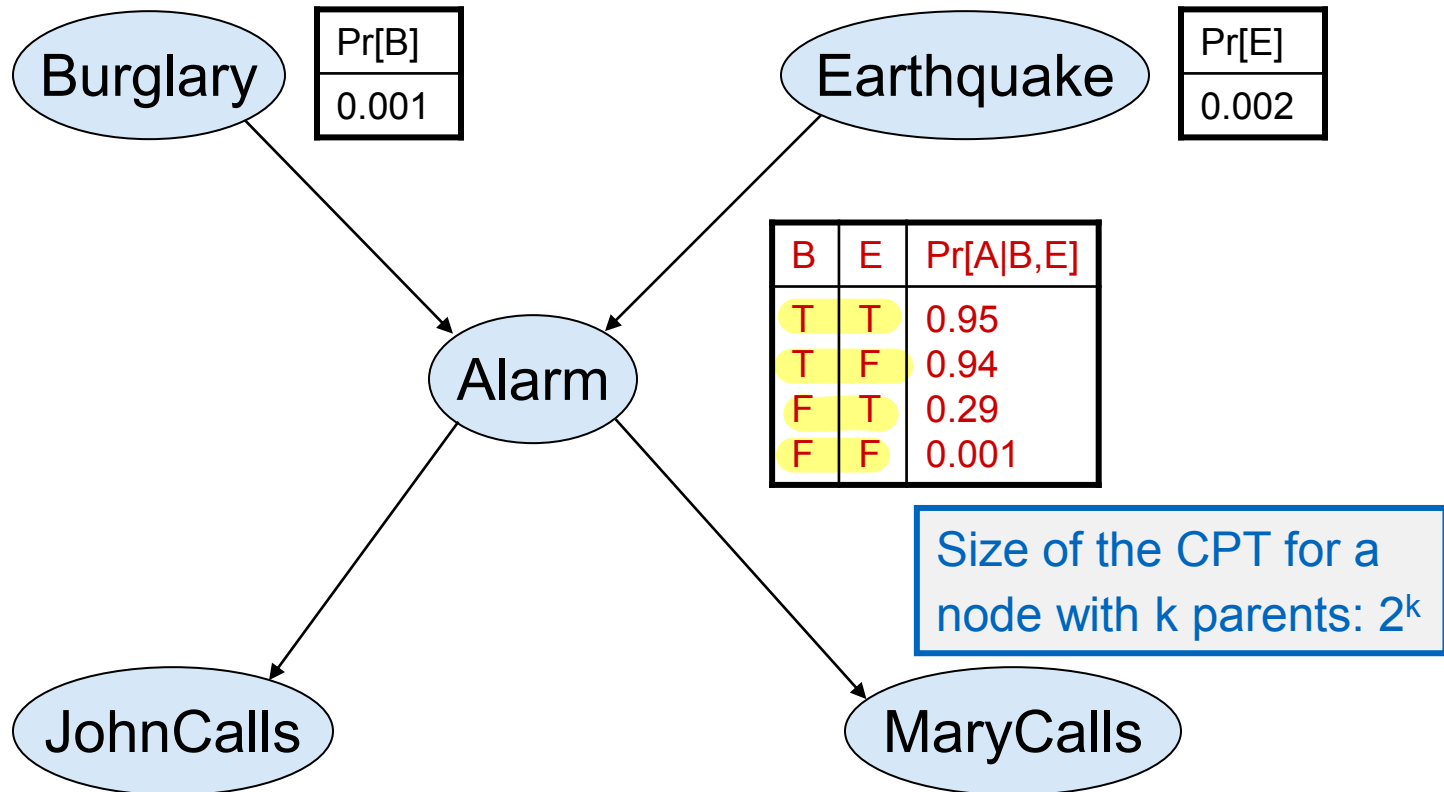 Burglary
Pr[B]
0.001
Earthquake
Pr[E]
0.002
Alarm
B E Pr[A|B,E]
T T 0.95
T F 0.94
F T 0.29
F F 0.001
Size of the CPT for a
node with k parents: 2ᵏ
JohnCalls
MaryCalls